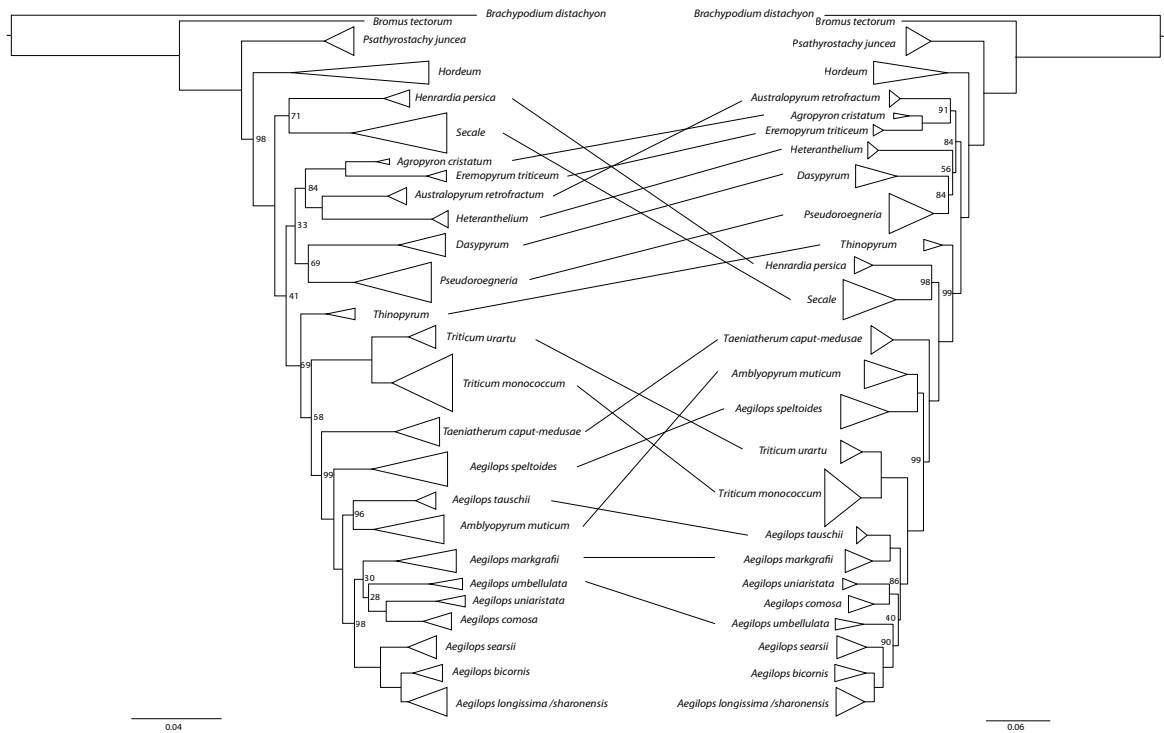 Brachypodium distachyon
Bromus tectorum
Psathyrostachy juncea
Hordeum
Henrardia persica
71
98
Secale
Agropyron cristatum
Eremopyrum triticeum
84
Australopyrum retrofractum
Heteranthelium
33
Dasypyrum
69
Pseudoroegneria
41
Thinopyrum
Triticum urartu
59
Triticum monococcum
68
Taeniatherum caput-medusae
Aegilops speltoides
99
Aegilops tauschii
96
Amblyopyrum muticum
Aegilops markgrafii
30
Aegilops umbellulata
28
Aegilops uniaristata
Aegilops comosa
98
Aegilops searsii
Aegilops bicornis
Aegilops longissima /sharonensis
0.04
Brachypodium distachyon
Bromus tectorum
Psathyrostachy juncea
Hordeum
Australopyrum retrofractum
91
Agropyron cristatum
Eremopyrum triticeum
84
Heteranthelium
56
Dasypyrum
84
Pseudoroegneria
Thinopyrum
Henrardia persica
98
99
Secale
Taeniatherum caput-medusae
Amblyopyrum muticum
Aegilops speltoides
Triticum urartu
99
Triticum monococcum
Aegilops tauschii
Aegilops markgrafii
Aegilops uniaristata
86
Aegilops comosa
40
Aegilops umbellulata
90
Aegilops searsii
Aegilops bicornis
Aegilops longissima /sharonensis
0.06